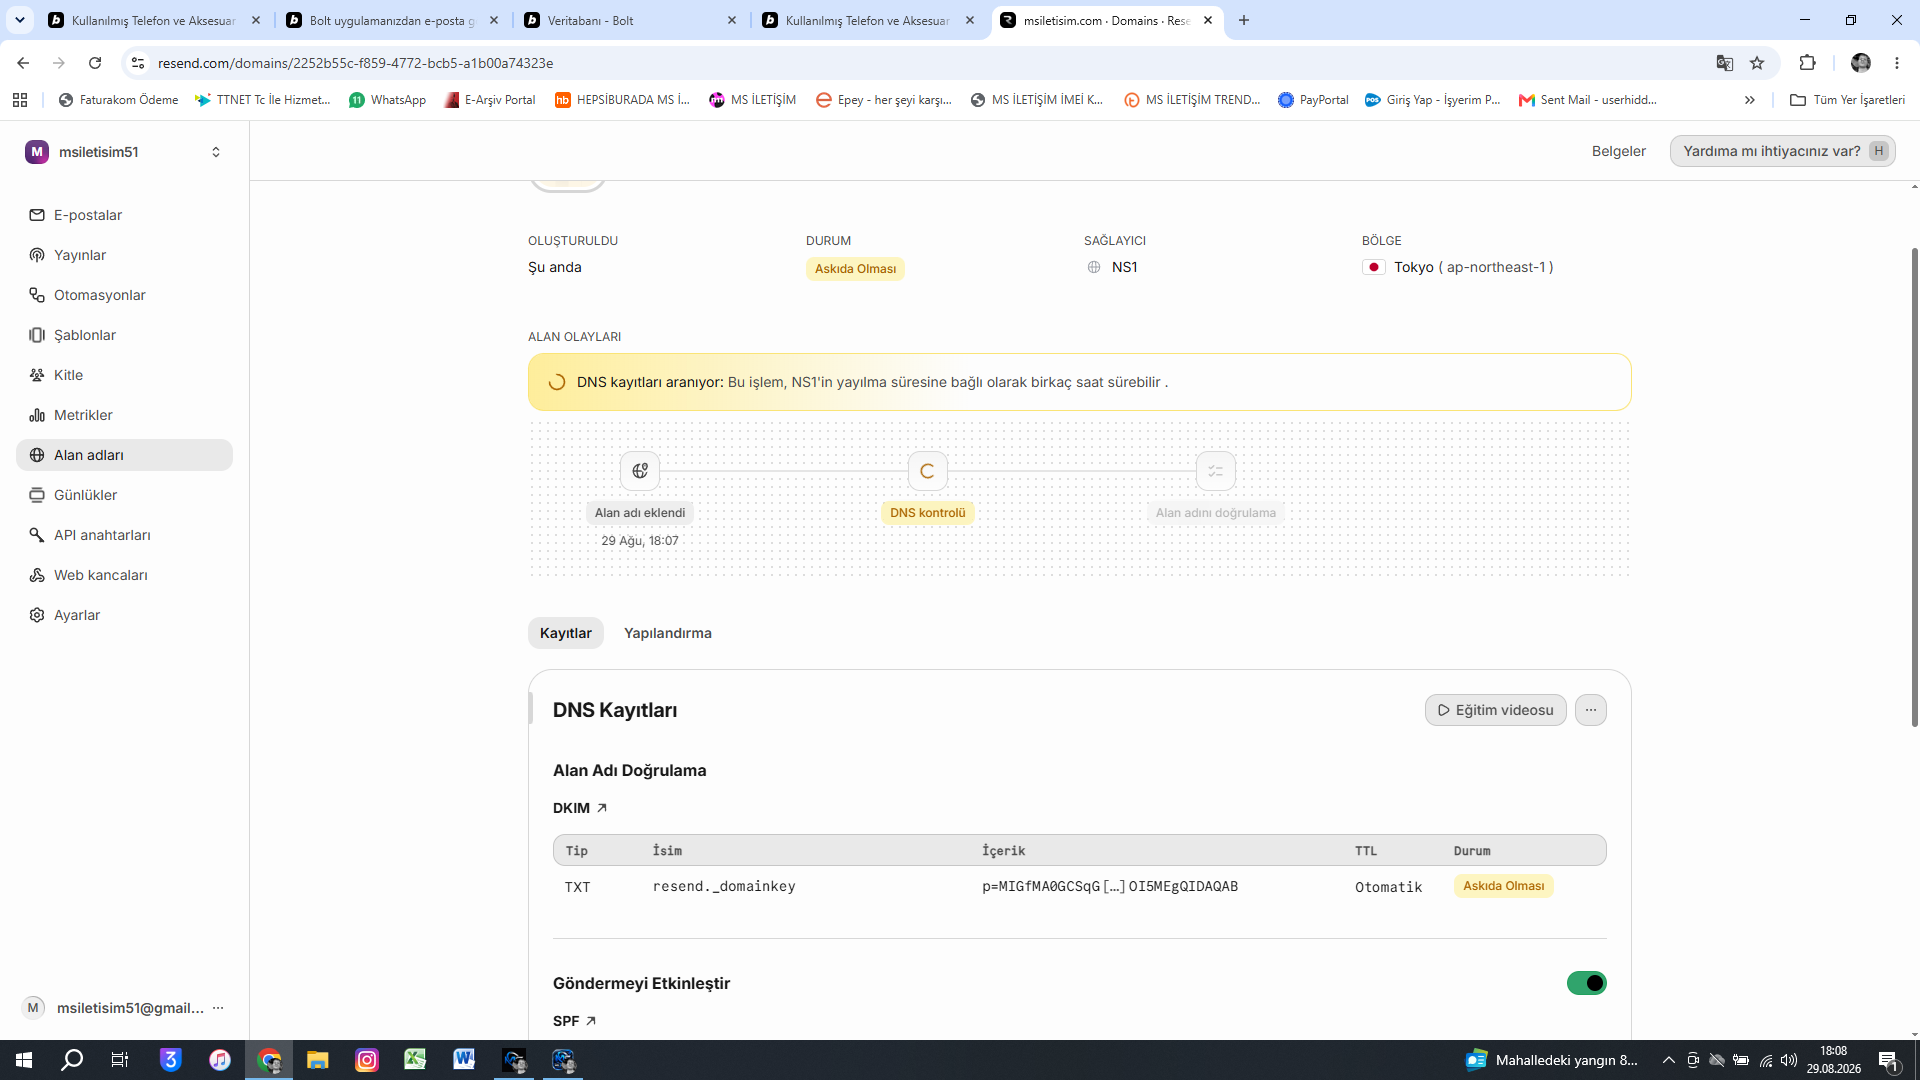 Kullanılmış Telefon ve Aksesuar
Bolt uygulamanızdan e-posta g
Veritabanı - Bolt
Kullanılmış Telefon ve Aksesuar
msiletisim.com · Domains · Rese
resend.com/domains/2252b55c-f859-4772-bcb5-a1b00a74323e
Faturakom Ödeme
TTNET Tc İle Hizmet...
11
WhatsApp
E-Arşiv Portal
hb
HEPSİBURADA MS İ...
m
MS İLETİŞİM
Epey - her şeyi karşı...
MS İLETİŞİM İMEİ K...
MS İLETİŞİM TREND...
PayPortal
POS
Giriş Yap - İşyerim P...
Sent Mail - userhidd...
Tüm Yer İşaretleri
M
msiletisim51
Belgeler
Yardıma mı ihtiyacınız var?
H
E-postalar
Yayınlar
Otomasyonlar
Şablonlar
Kitle
Metrikler
Alan adları
Günlükler
API anahtarları
Web kancaları
Ayarlar
M
msiletisim51@gmail...
OLUŞTURULDU
Şu anda
DURUM
Askıda Olması
SAĞLAYICI
NS1
BÖLGE
Tokyo ( ap-northeast-1 )
ALAN OLAYLARI
DNS kayıtları aranıyor: Bu işlem, NS1'in yayılma süresine bağlı olarak birkaç saat sürebilir .
Alan adı eklendi
29 Ağu, 18:07
DNS kontrolü
Alan adını doğrulama
Kayıtlar
Yapılandırma
DNS Kayıtları
Eğitim videosu
Alan Adı Doğrulama
DKIM
Tip
İsim
İçerik
TTL
Durum
TXT
resend._domainkey
p=MIGfMA0GCSqG[…]OI5MEgQIDAQAB
Otomatik
Askıda Olması
Göndermeyi Etkinleştir
SPF
3
Mahalledeki yangın 8...
18:08
29.08.2026
1